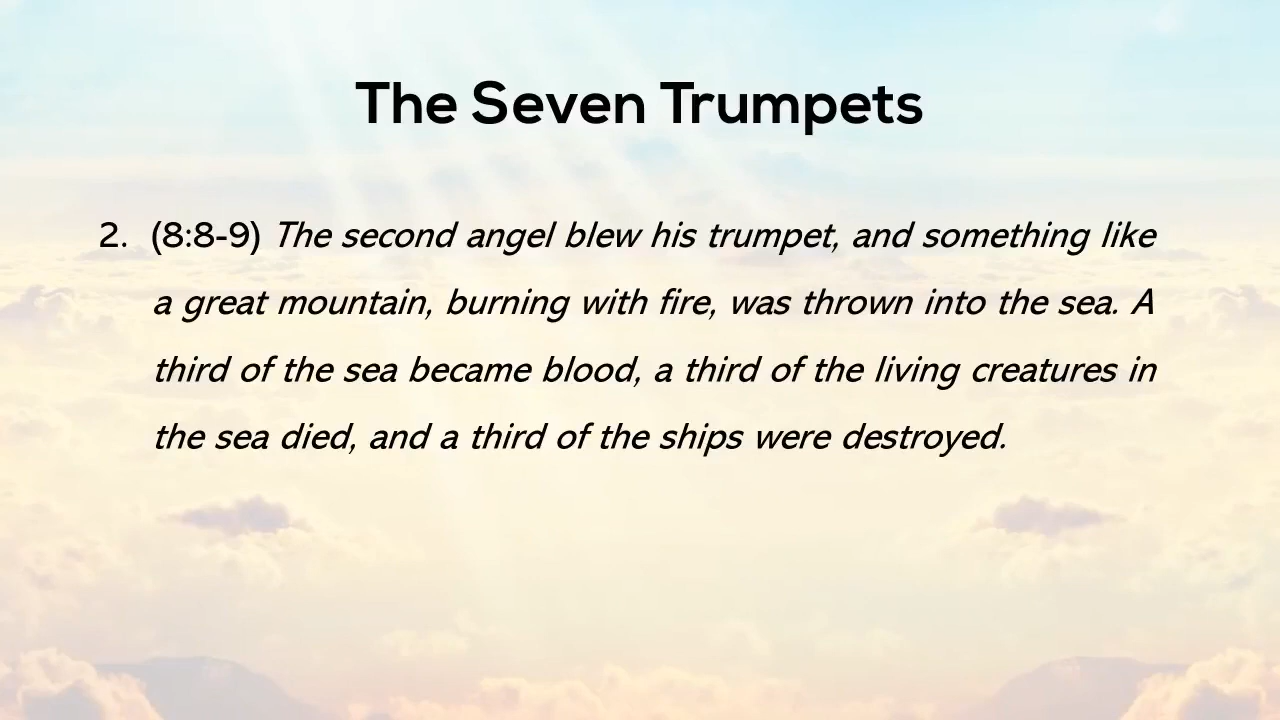 The Seven Trumpets
2. (8:8-9) The second angel blew his trumpet, and something like
a great mountain, burning with fire, was thrown into the sea. A
third of the sea became blood, a third of the living creatures in
the sea died, and a third of the ships were destroyed.